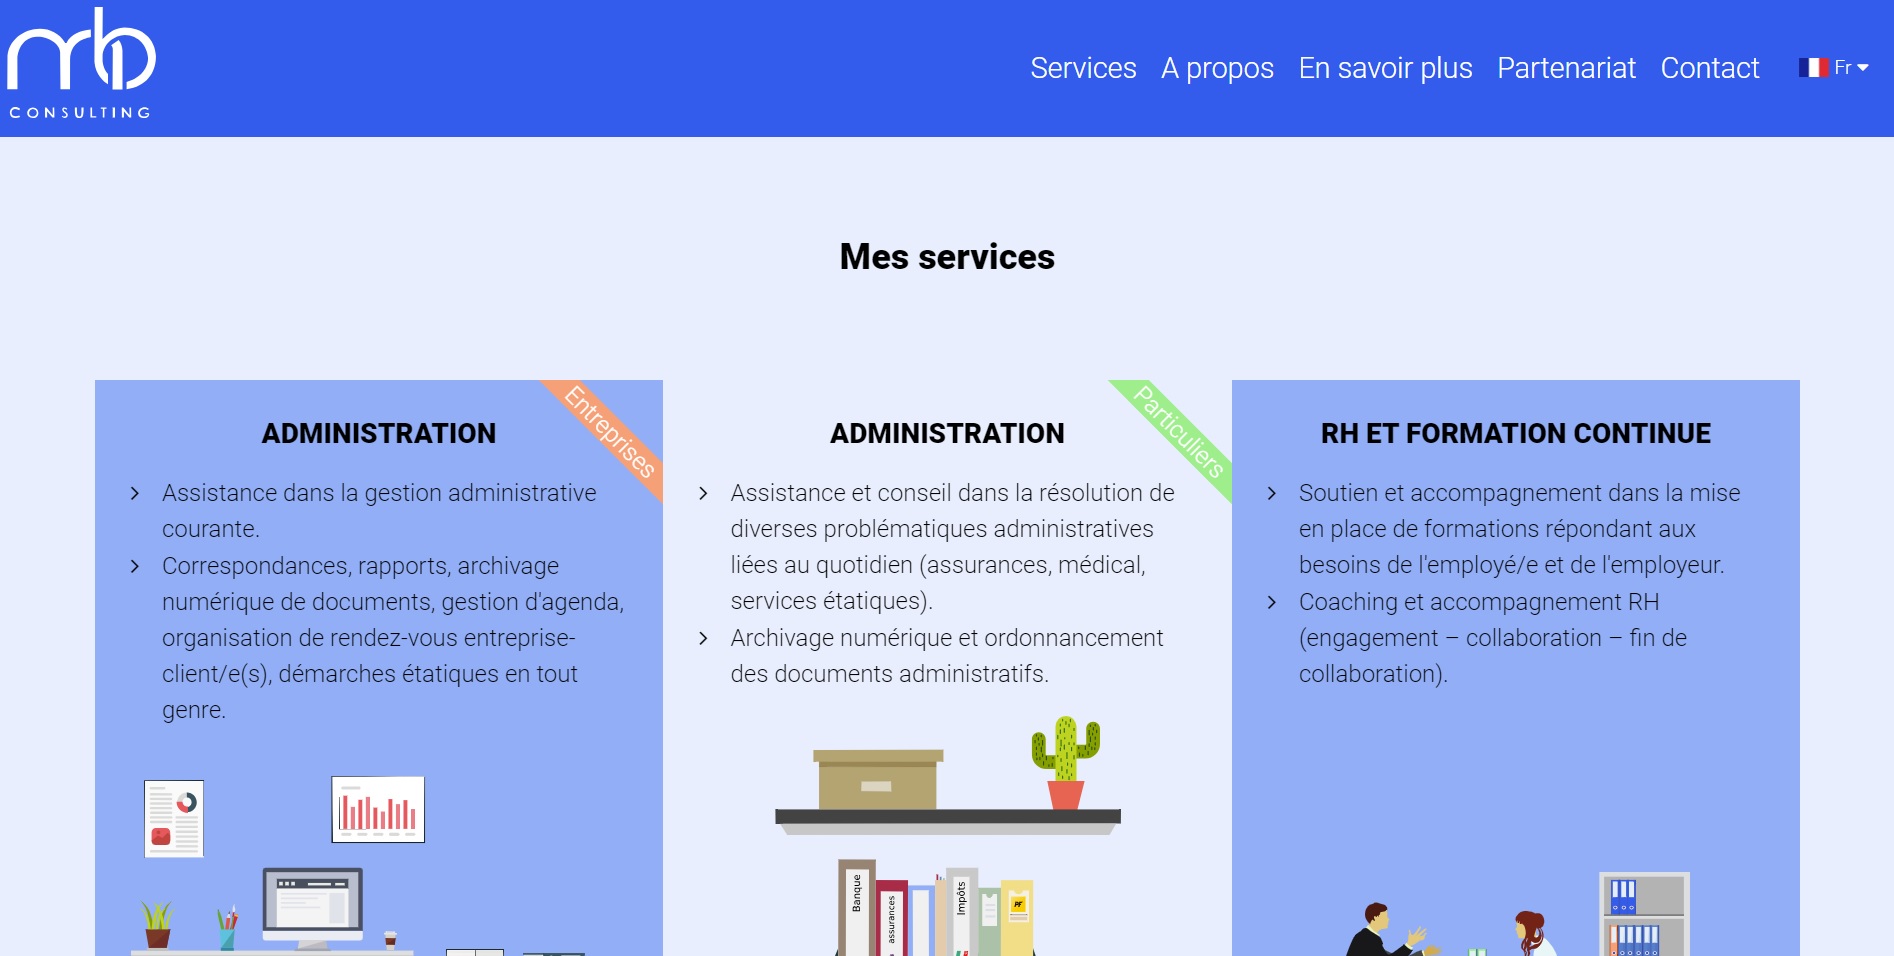 mb
CONSULTING
Services A propos En savoir plus Partenariat Contact Fr
Mes services
Entreprises
ADMINISTRATION
Assistance dans la gestion administrative
courante.
Correspondances, rapports, archivage
numérique de documents, gestion d'agenda,
organisation de rendez-vous entreprise-
client/e(s), démarches étatiques en tout
genre.
Particuliers
ADMINISTRATION
Assistance et conseil dans la résolution de
diverses problématiques administratives
liées au quotidien (assurances, médical,
services étatiques).
Archivage numérique et ordonnancement
des documents administratifs.
Banque
assurances
Impôts
PF
RH ET FORMATION CONTINUE
Soutien et accompagnement dans la mise
en place de formations répondant aux
besoins de l'employé/e et de l'employeur.
Coaching et accompagnement RH
(engagement – collaboration – fin de
collaboration).